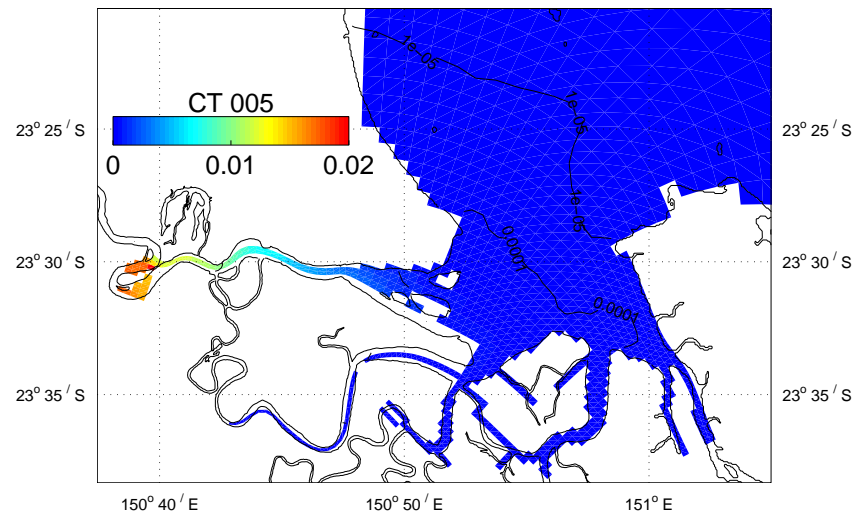 1e-05
CT 005
0 0.01 0.02
1e-05
23° 25' S 23° 25' S
1e-05
0.0001
23° 30' S 23° 30' S
0.0001
23° 35' S 23° 35' S
150° 40' E 150° 50' E 151° E